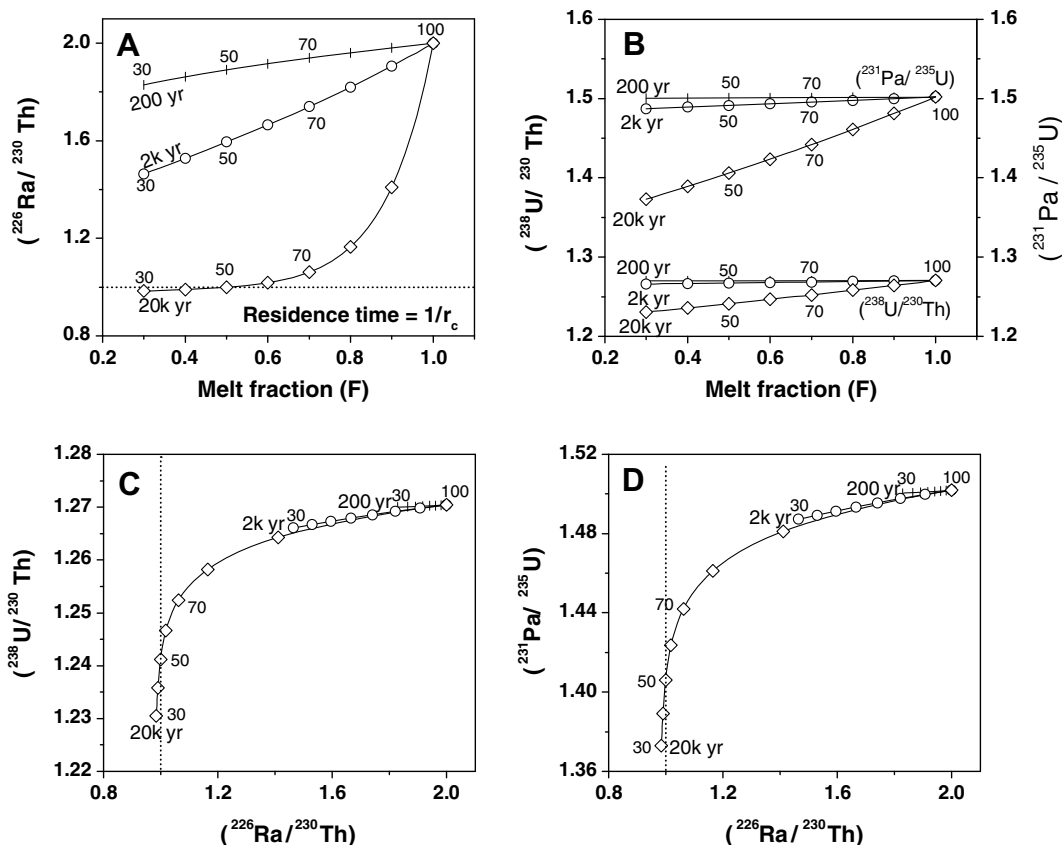 A
(226Ra/230Th)
2.0
1.6
1.2
0.8
30
50
70
100
200 yr
2k yr
30
50
70
30
50
70
20k yr
Residence time = 1/rc
0.2 0.4 0.6 0.8 1.0
Melt fraction (F)
B
(238U/230Th)
1.6
1.5
1.4
1.3
1.2
(231Pa/235U)
200 yr
50
70
100
2k yr
50
70
20k yr
50
70
200 yr
50
70
100
2k yr
20k yr
50
70
(238U/230Th)
1.6
1.5
1.4
1.3
1.2
(231Pa/235U)
0.2 0.4 0.6 0.8 1.0
Melt fraction (F)
C
(238U/230Th)
1.28
1.27
1.26
1.25
1.24
1.23
1.22
200 yr 30 100
2k yr 30
70
50
30
20k yr
0.8 1.2 1.6 2.0
(226Ra/230Th)
D
(231Pa/235U)
1.52
1.48
1.44
1.40
1.36
30 100
200 yr
2k yr 30
70
50
30 20k yr
0.8 1.2 1.6 2.0
(226Ra/230Th)